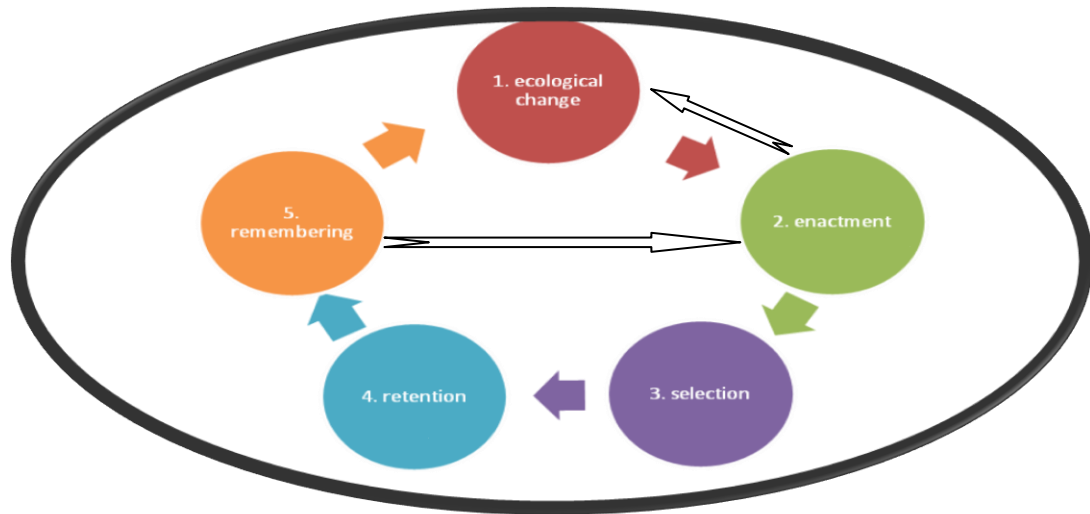 1. ecological
change
2. enactment
3. selection
4. retention
5.
remembering